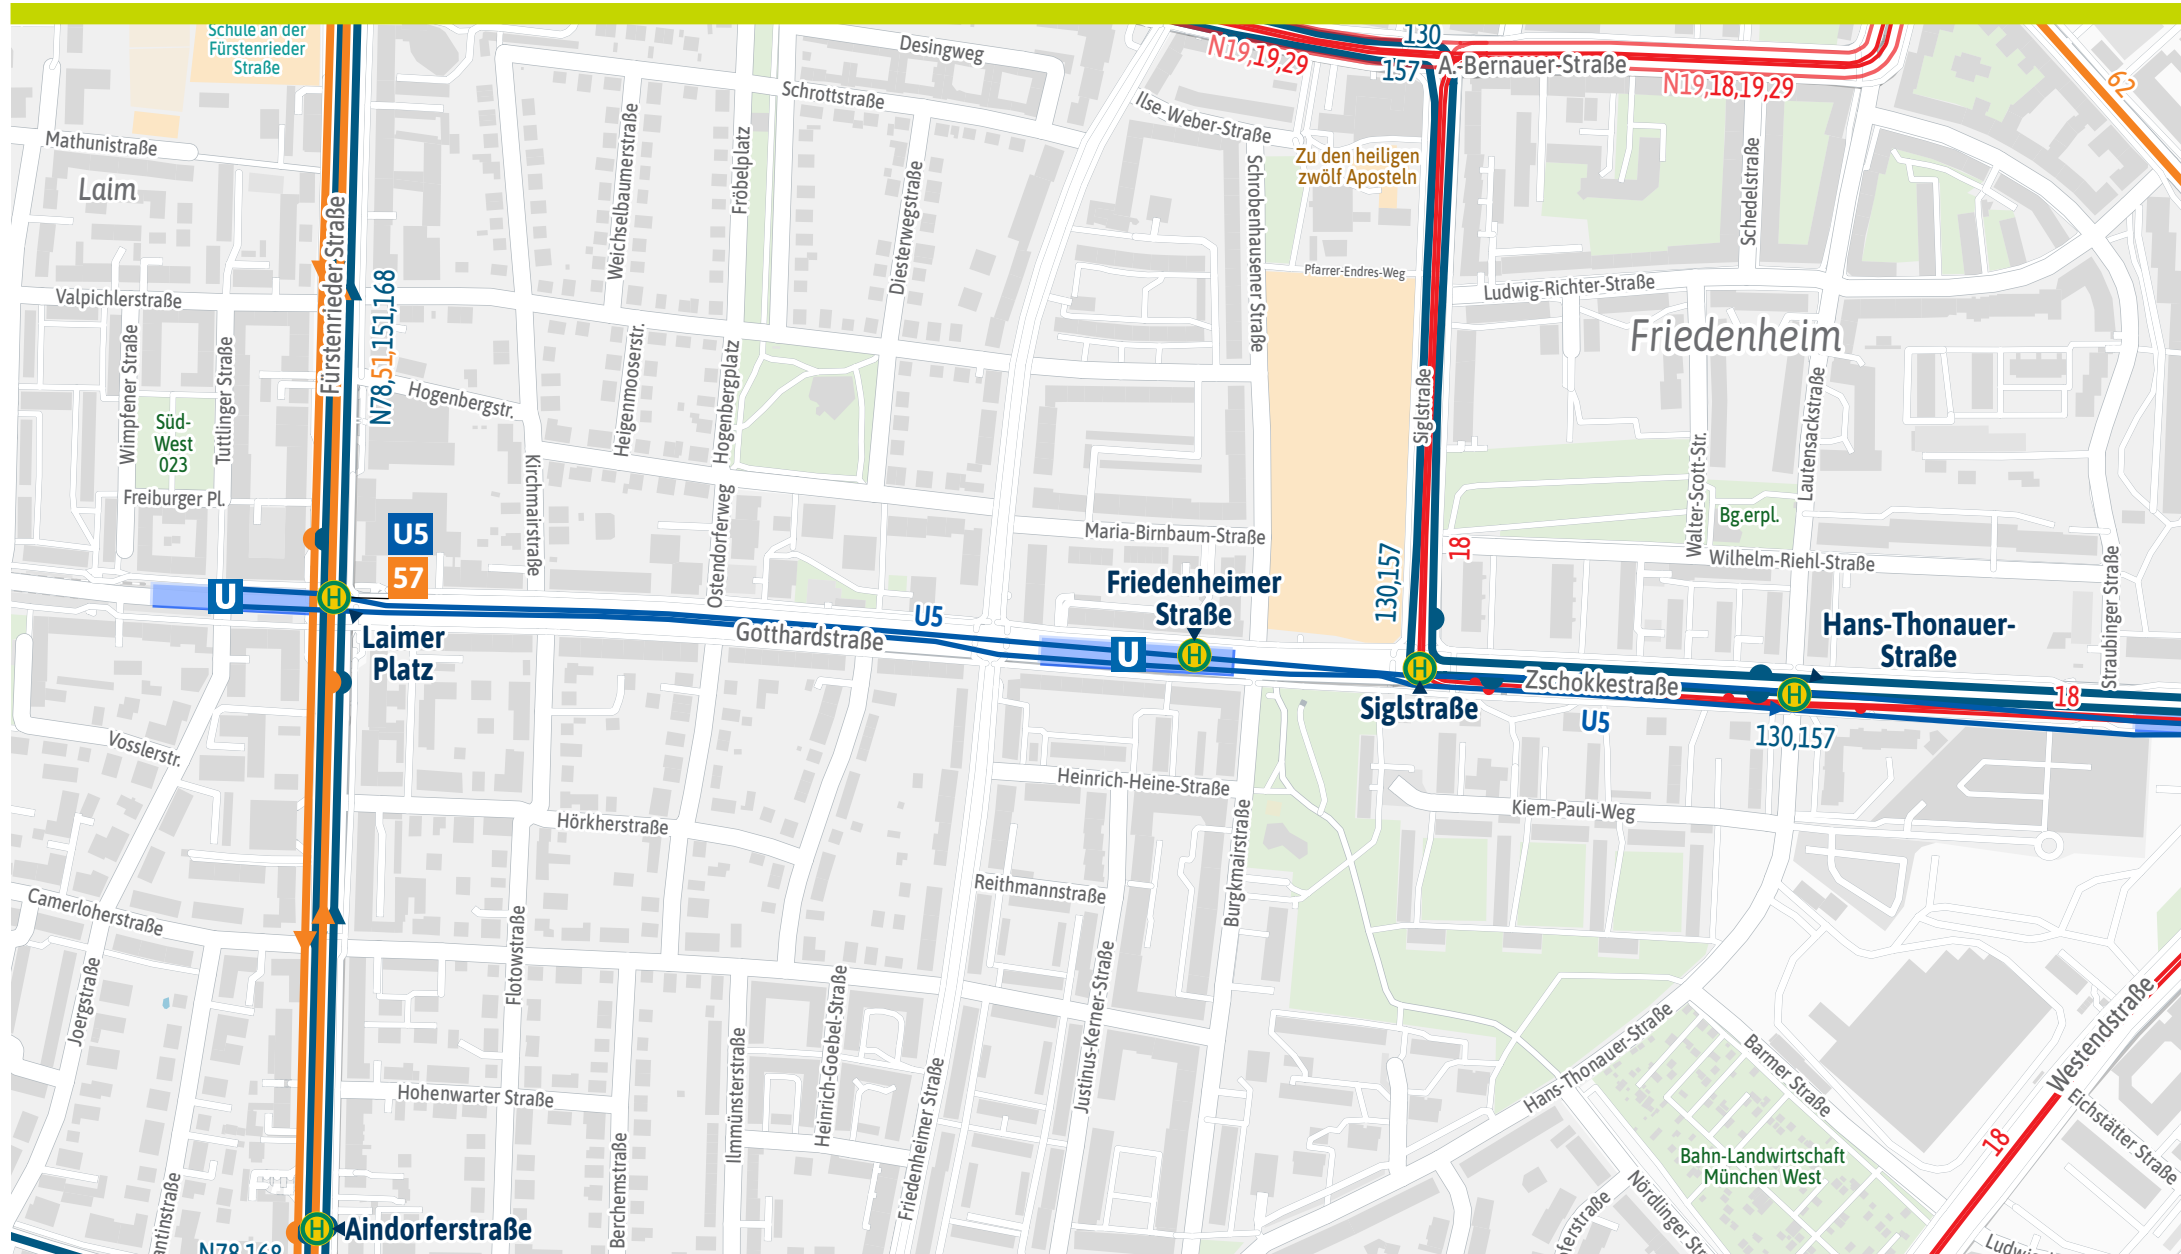 Schule an der
Fürstenrieder
Straße
Desingweg
130
N19,19,29
157
A.-Bernauer-Straße
N19,18,19,29
62
Mathunistraße
Laim
Schrottstraße
Weichselbaumerstraße
Fröbelplatz
Diesterwegstraße
Ilse-Weber-Straße
Zu den heiligen
zwölf Aposteln
Schrobenhausener Straße
Schedelstraße
Pfarrer-Endres-Weg
Ludwig-Richter-Straße
Friedenheim
Valpichlerstraße
Fürstenrieder Straße
N78,51,151,168
Wimpfener Straße
Tuttlinger Straße
Süd-
West
023
Freiburger Pl.
Hogenbergstr.
Heigenmooserstr.
Hogenbergplatz
Kirchmairstraße
Ostendorferweg
Siglstraße
Maria-Birnbaum-Straße
130,157
18
Walter-Scott-Str.
Lautensackstraße
Bg.erpl.
Wilhelm-Riehl-Straße
Straubinger Straße
U5
57
U
H
Laimer
Platz
U5
Gotthardstraße
Friedenheimer
Straße
U
H
H
Siglstraße
Zschokkestraße
U5
Hans-Thonauer-
Straße
H
130,157
18
Vosslerstr.
Hörkherstraße
Heinrich-Heine-Straße
Kiem-Pauli-Weg
Burgkmairstraße
Reithmannstraße
Camerloherstraße
Joergstraße
Flotowstraße
Heinrich-Goebel-Straße
Justinus-Kerner-Straße
Ilmmünsterstraße
Friedenheimer Straße
Hohenwarter Straße
Berchemstraße
Hans-Thonauer-Straße
Barner Straße
Westendstraße
Eichstätter Straße
18
Bahn-Landwirtschaft
München West
H
Aindorferstraße
N78,168